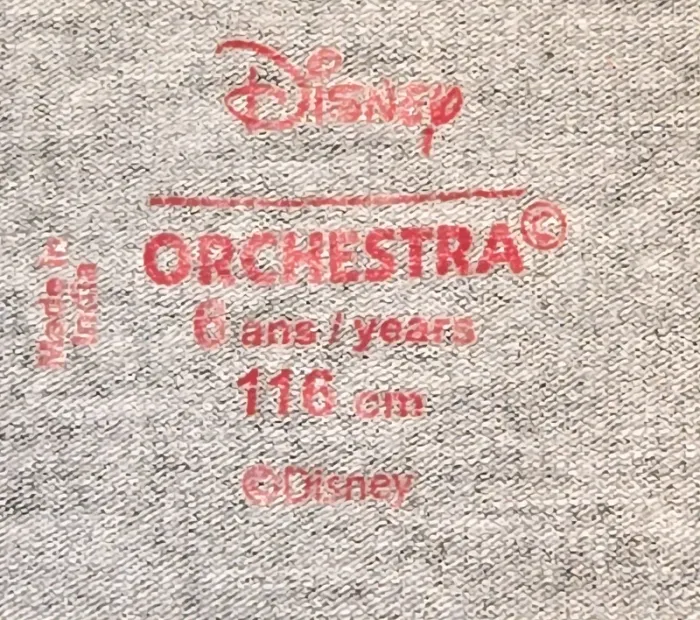 Disney
ORCHESTRA©
6 ans / years
116 cm
©Disney
Made in
India